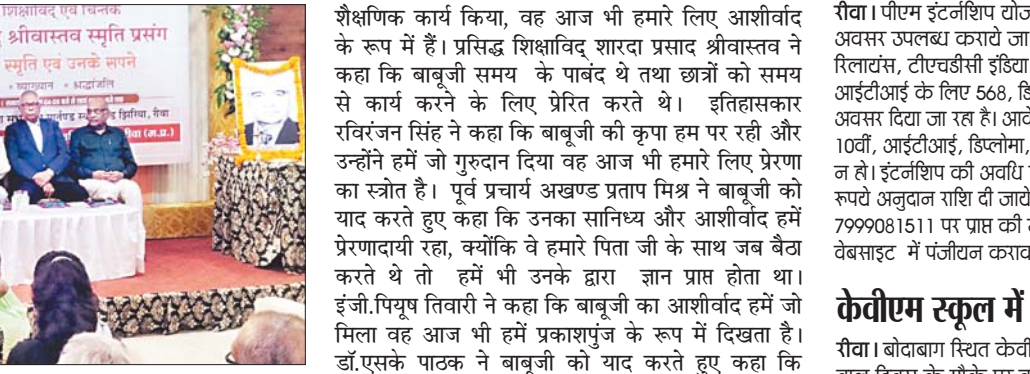 शिक्षाविद् एवं चिन्तक
श्रीवास्तव स्मृति प्रसंग
स्मृति एवं उनके सपने
• व्याख्यान • श्रद्धांजलि
झिरिया, रीवा
रीवा (म.प्र.)
शैक्षणिक कार्य किया, वह आज भी हमारे लिए आशीर्वाद
के रूप में हैं। प्रसिद्ध शिक्षाविद् शारदा प्रसाद श्रीवास्तव ने
कहा कि बाबूजी समय के पाबंद थे तथा छात्रों को समय
से कार्य करने के लिए प्रेरित करते थे। इतिहासकार
रविरंजन सिंह ने कहा कि बाबूजी की कृपा हम पर रही और
उन्होंने हमें जो गुरुदान दिया वह आज भी हमारे लिए प्रेरणा
का स्त्रोत है। पूर्व प्रचार्य अखण्ड प्रताप मिश्र ने बाबूजी को
याद करते हुए कहा कि उनका सानिध्य और आशीर्वाद हमें
प्रेरणादायी रहा, क्योंकि वे हमारे पिता जी के साथ जब बैठा
करते थे तो हमें भी उनके द्वारा ज्ञान प्राप्त होता था।
इंजी.पियूष तिवारी ने कहा कि बाबूजी का आशीर्वाद हमें जो
मिला वह आज भी हमें प्रकाशपुंज के रूप में दिखता है।
डॉ.एसके पाठक ने बाबूजी को याद करते हुए कहा कि
रीवा। पीएम इंटर्नशिप योज
अवसर उपलब्ध कराये जा
रिलायंस, टीएचडीसी इंडिया
आईटीआई के लिए 568, डि
अवसर दिया जा रहा है। आवे
10वीं, आईटीआई, डिप्लोमा,
न हो। इंटर्नशिप की अवधि
रूपये अनुदान राशि दी जाये
7999081511 पर प्राप्त की
वेबसाइट में पंजीयन कराव
केवीएम स्कूल में
रीवा। बोदाबाग स्थित केवी